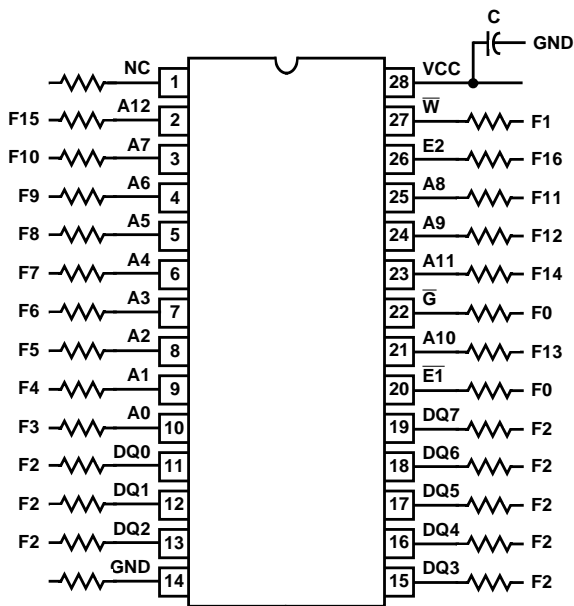 C
GND
NC 1 28 VCC
F15 A12 2 27 W̅ F1
F10 A7 3 26 E2 F16
F9 A6 4 25 A8 F11
F8 A5 5 24 A9 F12
F7 A4 6 23 A11 F14
F6 A3 7 22 G̅ F0
F5 A2 8 21 A10 F13
F4 A1 9 20 E̅1̅ F0
F3 A0 10 19 DQ7 F2
F2 DQ0 11 18 DQ6 F2
F2 DQ1 12 17 DQ5 F2
F2 DQ2 13 16 DQ4 F2
GND 14 15 DQ3 F2